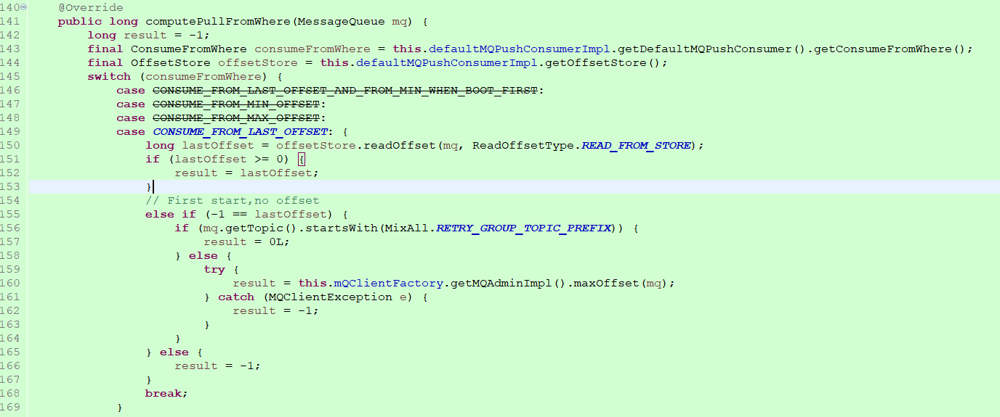 140 @Override
141 public long computePullFromWhere(MessageQueue mq) {
142 long result = -1;
143 final ConsumeFromWhere consumeFromWhere = this.defaultMQPushConsumerImpl.getDefaultMQPushConsumer().getConsumeFromWhere();
144 final OffsetStore offsetStore = this.defaultMQPushConsumerImpl.getOffsetStore();
145 switch (consumeFromWhere) {
146 case CONSUME_FROM_LAST_OFFSET_AND_FROM_MIN_WHEN_BOOT_FIRST:
147 case CONSUME_FROM_MIN_OFFSET:
148 case CONSUME_FROM_MAX_OFFSET:
149 case CONSUME_FROM_LAST_OFFSET: {
150 long lastOffset = offsetStore.readOffset(mq, ReadOffsetType.READ_FROM_STORE);
151 if (lastOffset >= 0) {
152 result = lastOffset;
153 }
154 // First start,no offset
155 else if (-1 == lastOffset) {
156 if (mq.getTopic().startsWith(MixAll.RETRY_GROUP_TOPIC_PREFIX)) {
157 result = 0L;
158 } else {
159 try {
160 result = this.mQClientFactory.getMQAdminImpl().maxOffset(mq);
161 } catch (MQClientException e) {
162 result = -1;
163 }
164 }
165 } else {
166 result = -1;
167 }
168 break;
169 }